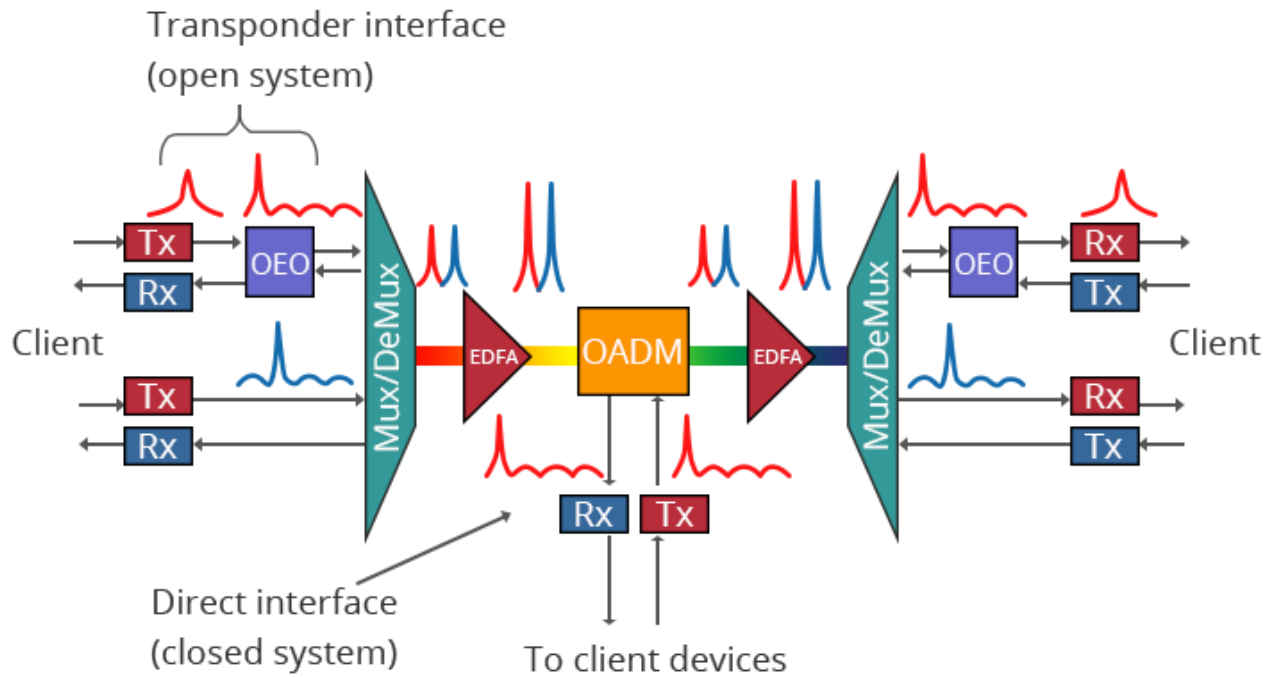 Transponder interface
(open system)
Tx
OEO
Rx
Client
Tx
Rx
Mux/DeMux
EDFA
OADM
EDFA
Mux/DeMux
OEO
Rx
Tx
Client
Rx
Tx
Rx
Tx
Direct interface
(closed system)
To client devices